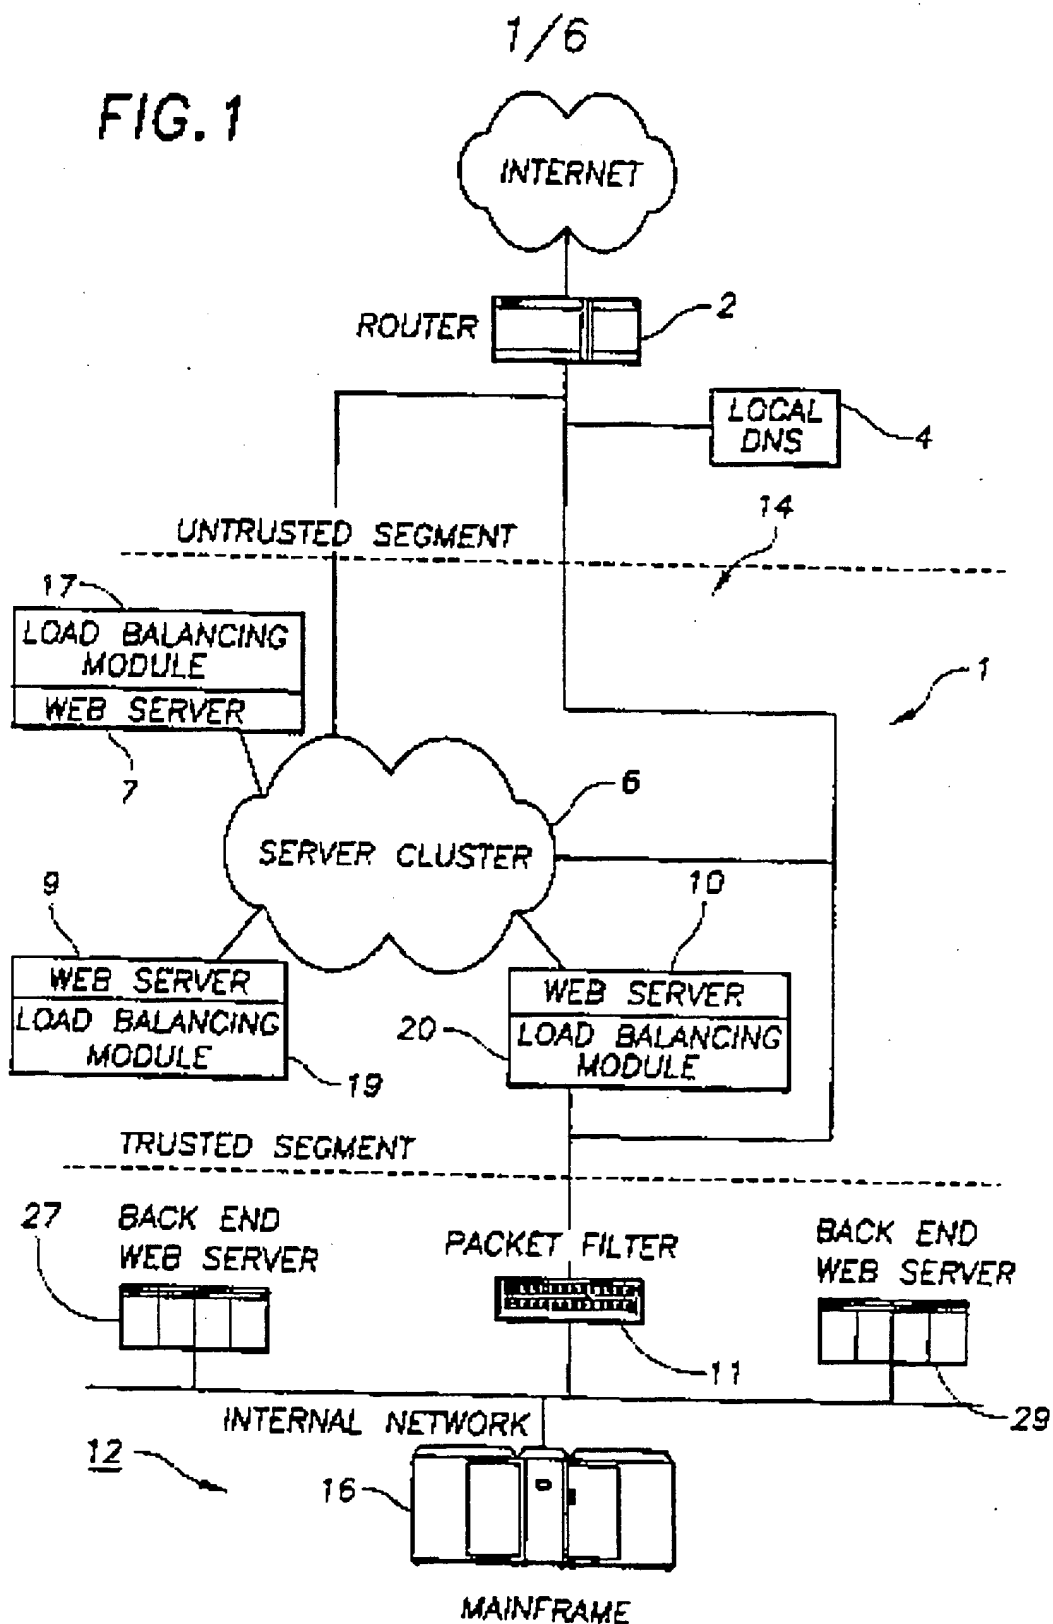 1/6
FIG. 1
INTERNET
ROUTER
2
LOCAL
DNS
4
UNTRUSTED SEGMENT
14
17
LOAD BALANCING
MODULE
WEB SERVER
7
1
6
SERVER CLUSTER
9
WEB SERVER
LOAD BALANCING
MODULE
19
10
WEB SERVER
20
LOAD BALANCING
MODULE
TRUSTED SEGMENT
27
BACK END
WEB SERVER
PACKET FILTER
11
BACK END
WEB SERVER
29
INTERNAL NETWORK
12
16
MAINFRAME